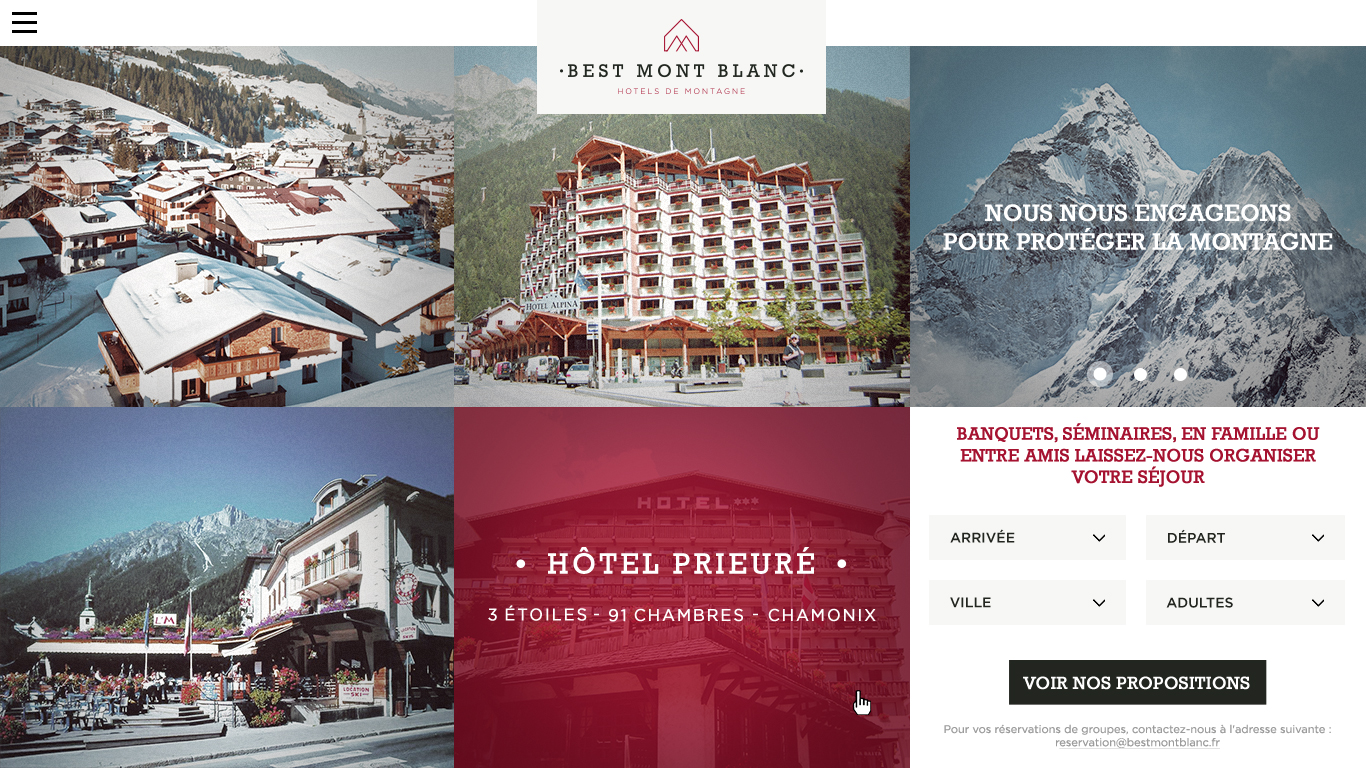 ·BEST MONT BLANC·
HOTELS DE MONTAGNE
HOTEL ALPINA
NOUS NOUS ENGAGEONS
POUR PROTÉGER LA MONTAGNE
L'M
LOCATION
SKI
HOTEL***
• HÔTEL PRIEURÉ •
3 ÉTOILES - 91 CHAMBRES - CHAMONIX
BANQUETS, SÉMINAIRES, EN FAMILLE OU
ENTRE AMIS LAISSEZ-NOUS ORGANISER
VOTRE SÉJOUR
ARRIVÉE
DÉPART
VILLE
ADULTES
VOIR NOS PROPOSITIONS
Pour vos réservations de groupes, contactez-nous à l'adresse suivante :
reservation@bestmontblanc.fr